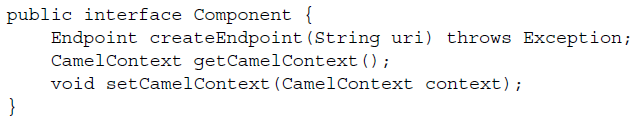 public interface Component {
    Endpoint createEndpoint(String uri) throws Exception;
    CamelContext getCamelContext();
    void setCamelContext(CamelContext context);
}